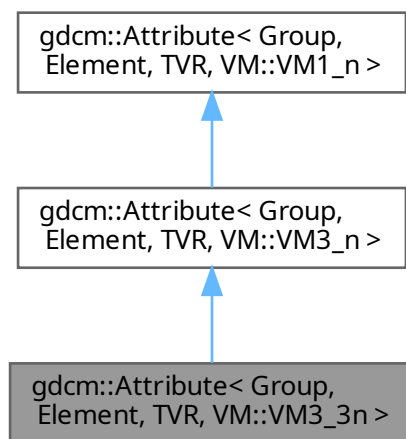 gdcm::Attribute< Group,
Element, TVR, VM::VM1_n >
gdcm::Attribute< Group,
Element, TVR, VM::VM3_n >
gdcm::Attribute< Group,
Element, TVR, VM::VM3_3n >